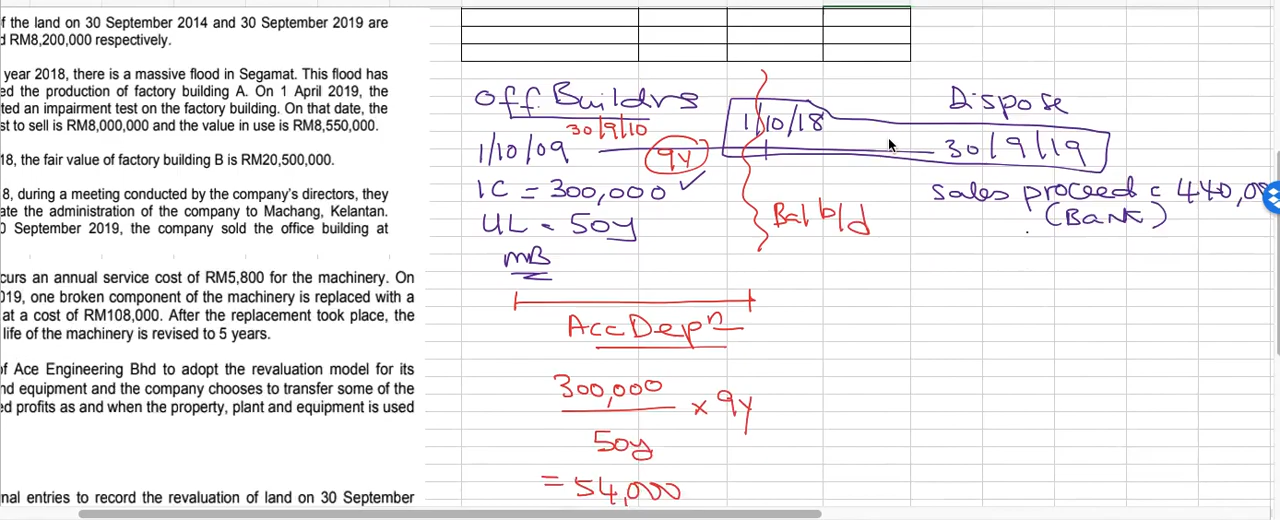 f the land on 30 September 2014 and 30 September 2019 are
d RM8,200,000 respectively.
year 2018, there is a massive flood in Segamat. This flood has
ed the production of factory building A. On 1 April 2019, the
ted an impairment test on the factory building. On that date, the
st to sell is RM8,000,000 and the value in use is RM8,550,000.
18, the fair value of factory building B is RM20,500,000.
8, during a meeting conducted by the company's directors, they
ate the administration of the company to Machang, Kelantan.
0 September 2019, the company sold the office building at
curs an annual service cost of RM5,800 for the machinery. On
019, one broken component of the machinery is replaced with a
at a cost of RM108,000. After the replacement took place, the
life of the machinery is revised to 5 years.
of Ace Engineering Bhd to adopt the revaluation model for its
nd equipment and the company chooses to transfer some of the
ed profits as and when the property, plant and equipment is used
nal entries to record the revaluation of land on 30 September
Off. Buildrs
30/9/10
1/10/09
9y
1/10/18
Dispose
30/9/19
IC = 300,000 ✓
UL = 50y
MB
Bal b/d
sales proceed = 440,0
(Bank)
Acc Depn
300,000
50y
x 9y
= 54,000